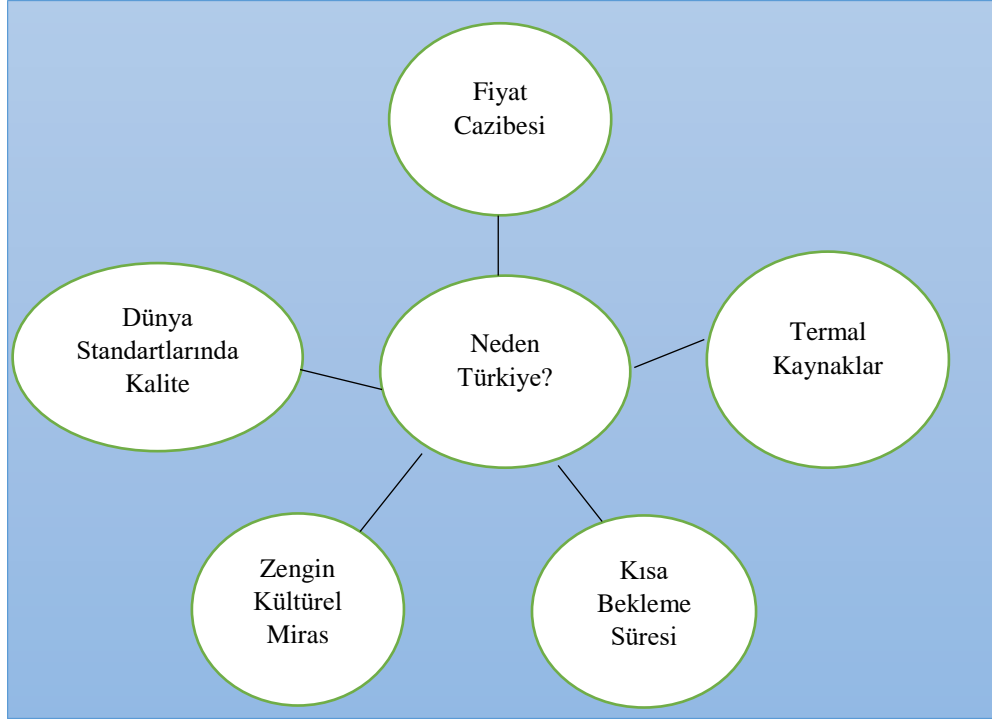 Fiyat
Cazibesi
Dünya
Standartlarında
Kalite
Neden
Türkiye?
Termal
Kaynaklar
Zengin
Kültürel
Miras
Kısa
Bekleme
Süresi